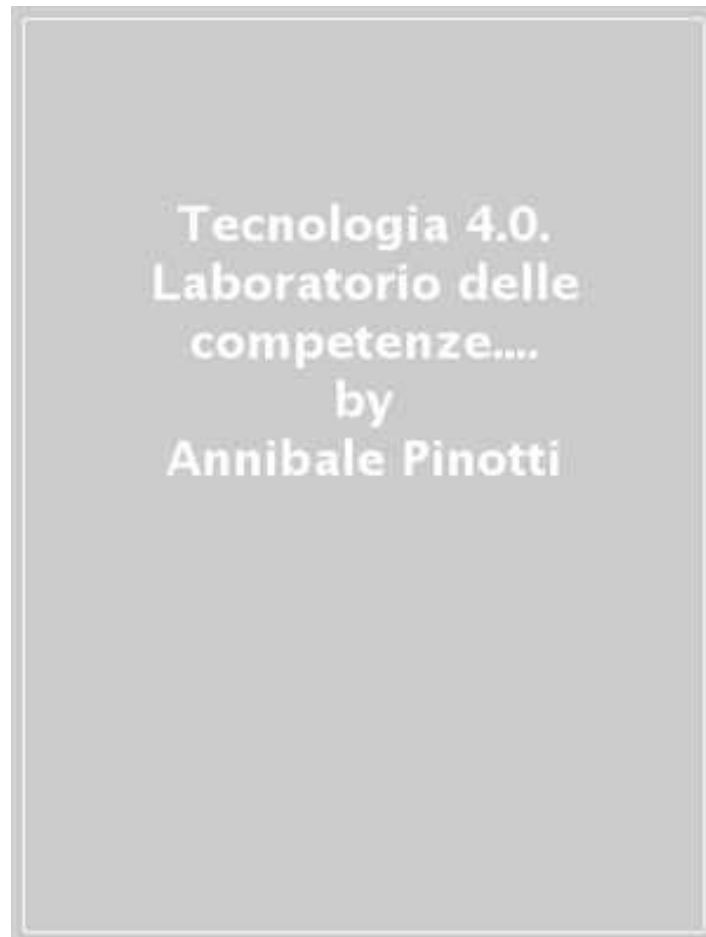 Tecnologia 4.0.
Laboratorio delle
competenze....
by
Annibale Pinotti